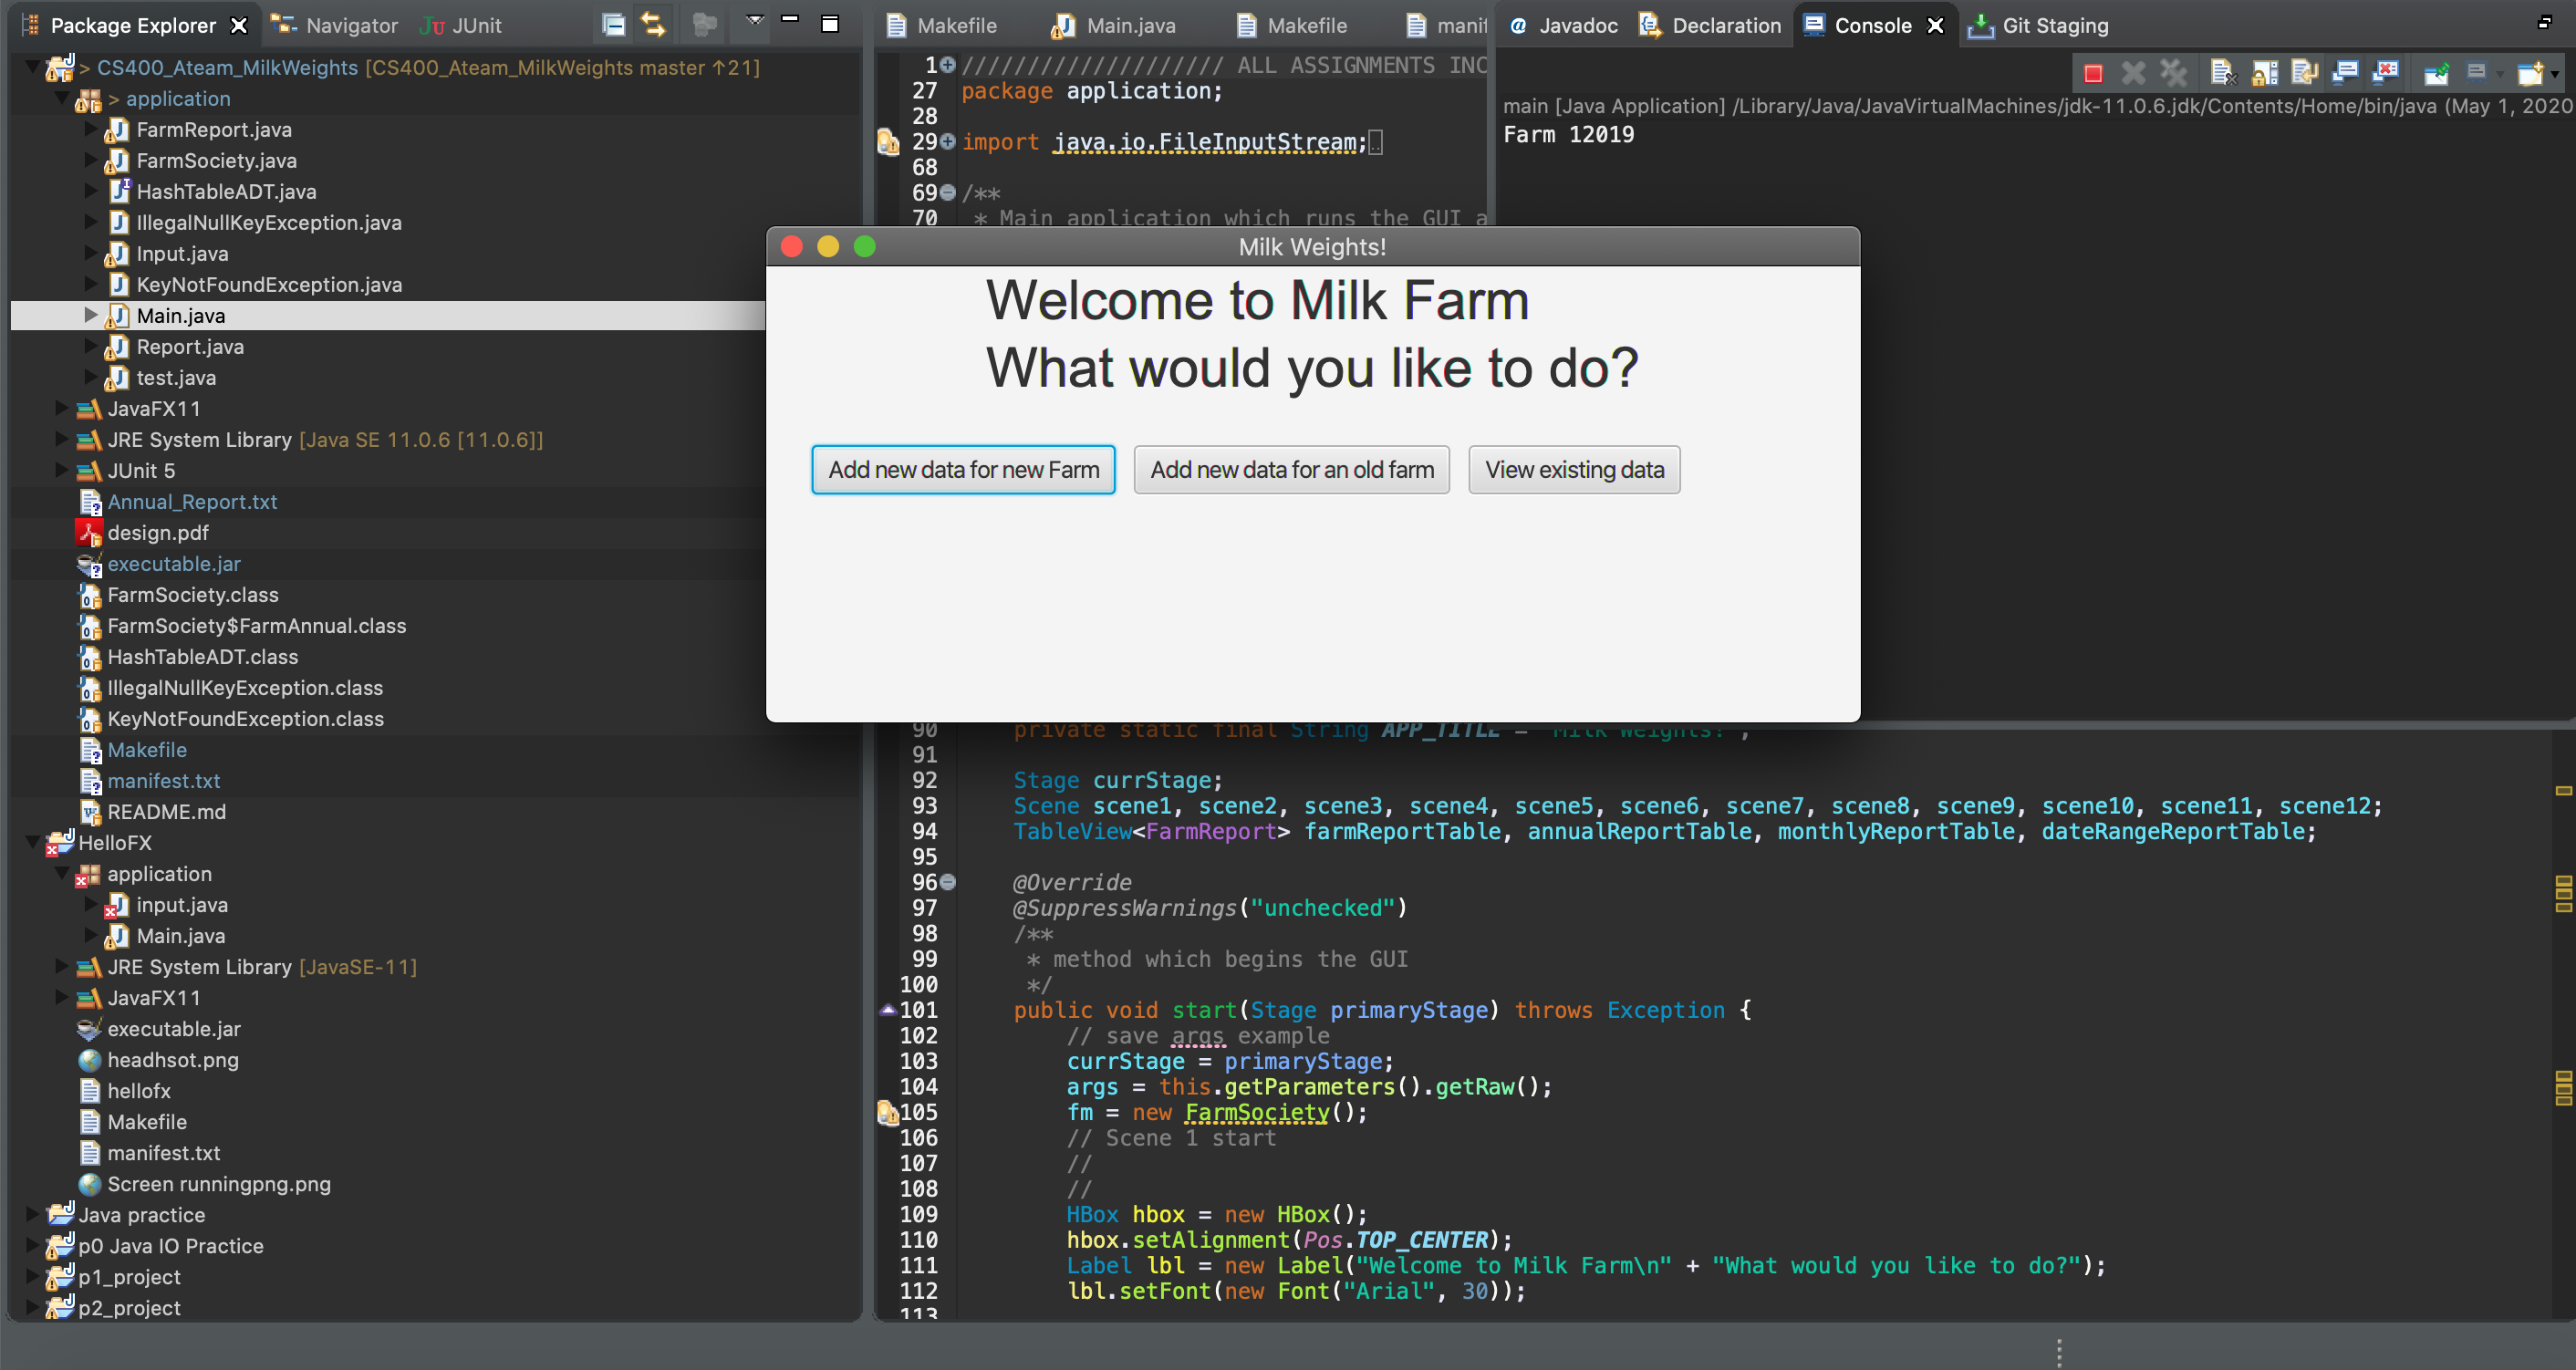 Package Explorer
Navigator
JUnit
> CS400_Ateam_MilkWeights [CS400_Ateam_MilkWeights master ↑21]
> application
FarmReport.java
FarmSociety.java
HashTableADT.java
IllegalNullKeyException.java
Input.java
KeyNotFoundException.java
Main.java
Report.java
test.java
JavaFX11
JRE System Library [Java SE 11.0.6 [11.0.6]]
JUnit 5
Annual_Report.txt
design.pdf
executable.jar
FarmSociety.class
FarmSociety$FarmAnnual.class
HashTableADT.class
IllegalNullKeyException.class
KeyNotFoundException.class
Makefile
manifest.txt
README.md
HelloFX
application
input.java
Main.java
JRE System Library [JavaSE-11]
JavaFX11
executable.jar
headhsot.png
hellofx
Makefile
manifest.txt
Screen runningpng.png
Java practice
p0 Java IO Practice
p1_project
p2_project
Makefile
Main.java
Makefile
manif
1 //////////////////// ALL ASSIGNMENTS INC
27 package application;
28
29 import java.io.FileInputStream;
68
69 /**
70 * Main application which runs the GUI a
Javadoc
Declaration
Console
Git Staging
main [Java Application] /Library/Java/JavaVirtualMachines/jdk-11.0.6.jdk/Contents/Home/bin/java (May 1, 2020
Farm 12019
Milk Weights!
Welcome to Milk Farm
What would you like to do?
Add new data for new Farm
Add new data for an old farm
View existing data
90 private static final String APP_TITLE = "Milk Weights!";
91
92 Stage currStage;
93 Scene scene1, scene2, scene3, scene4, scene5, scene6, scene7, scene8, scene9, scene10, scene11, scene12;
94 TableView<FarmReport> farmReportTable, annualReportTable, monthlyReportTable, dateRangeReportTable;
95
96 @Override
97 @SuppressWarnings("unchecked")
98 /**
99 * method which begins the GUI
100 */
101 public void start(Stage primaryStage) throws Exception {
102 // save args example
103 currStage = primaryStage;
104 args = this.getParameters().getRaw();
105 fm = new FarmSociety();
106 // Scene 1 start
107 //
108 //
109 HBox hbox = new HBox();
110 hbox.setAlignment(Pos.TOP_CENTER);
111 Label lbl = new Label("Welcome to Milk Farm\n" + "What would you like to do?");
112 lbl.setFont(new Font("Arial", 30));
113